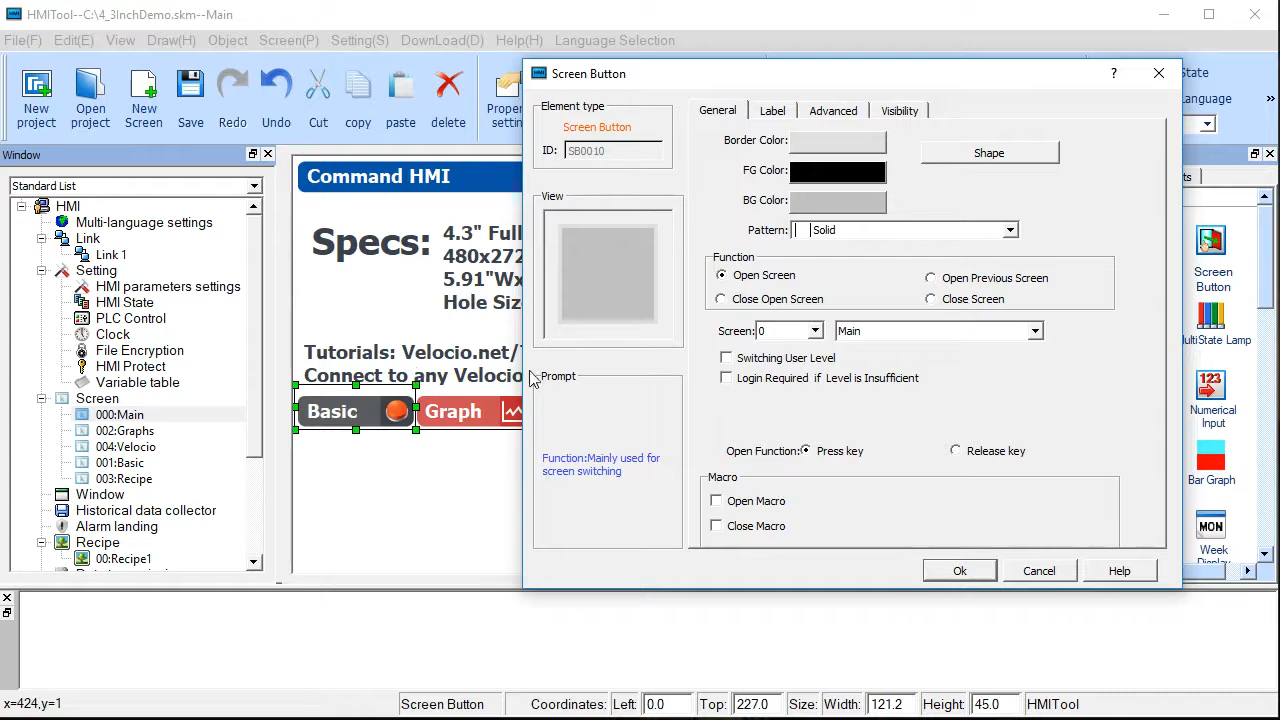 HMITool--C:\4_3InchDemo.skm--Main
File(F) Edit(E) View Draw(H) Object Screen(P) Setting(S) DownLoad(D) Help(H) Language Selection
New project
Open project
New Screen
Save
Redo
Undo
Cut
copy
paste
delete
State
Language
Window
Standard List
HMI
Multi-language settings
Link
Link 1
Setting
HMI parameters settings
HMI State
PLC Control
Clock
File Encryption
HMI Protect
Variable table
Screen
000:Main
002:Graphs
004:Velocio
001:Basic
003:Recipe
Window
Historical data collector
Alarm landing
Recipe
00:Recipe1
Command HMI
Specs:
4.3" Full
480x272
5.91"Wx
Tutorials: Velocio.net/
Connect to any Velocio
Basic
Graph
Screen Button
?
Element type
Screen Button
ID: SB0010
View
Prompt
Function:Mainly used for
screen switching
General Label Advanced Visibility
Border Color:
Shape
FG Color:
BG Color:
Pattern: Solid
Function
Open Screen
Open Previous Screen
Close Open Screen
Close Screen
Screen: 0 Main
Switching User Level
Login Required if Level is Insufficient
Open Function: Press key
Release key
Macro
Open Macro
Close Macro
Ok
Cancel
Help
Screen
Button
Numerical
Input
Bar Graph
MON
Week
x=424,y=1
Screen Button
Coordinates: Left: 0.0 Top: 227.0 Size: Width: 121.2 Height: 45.0 HMITool